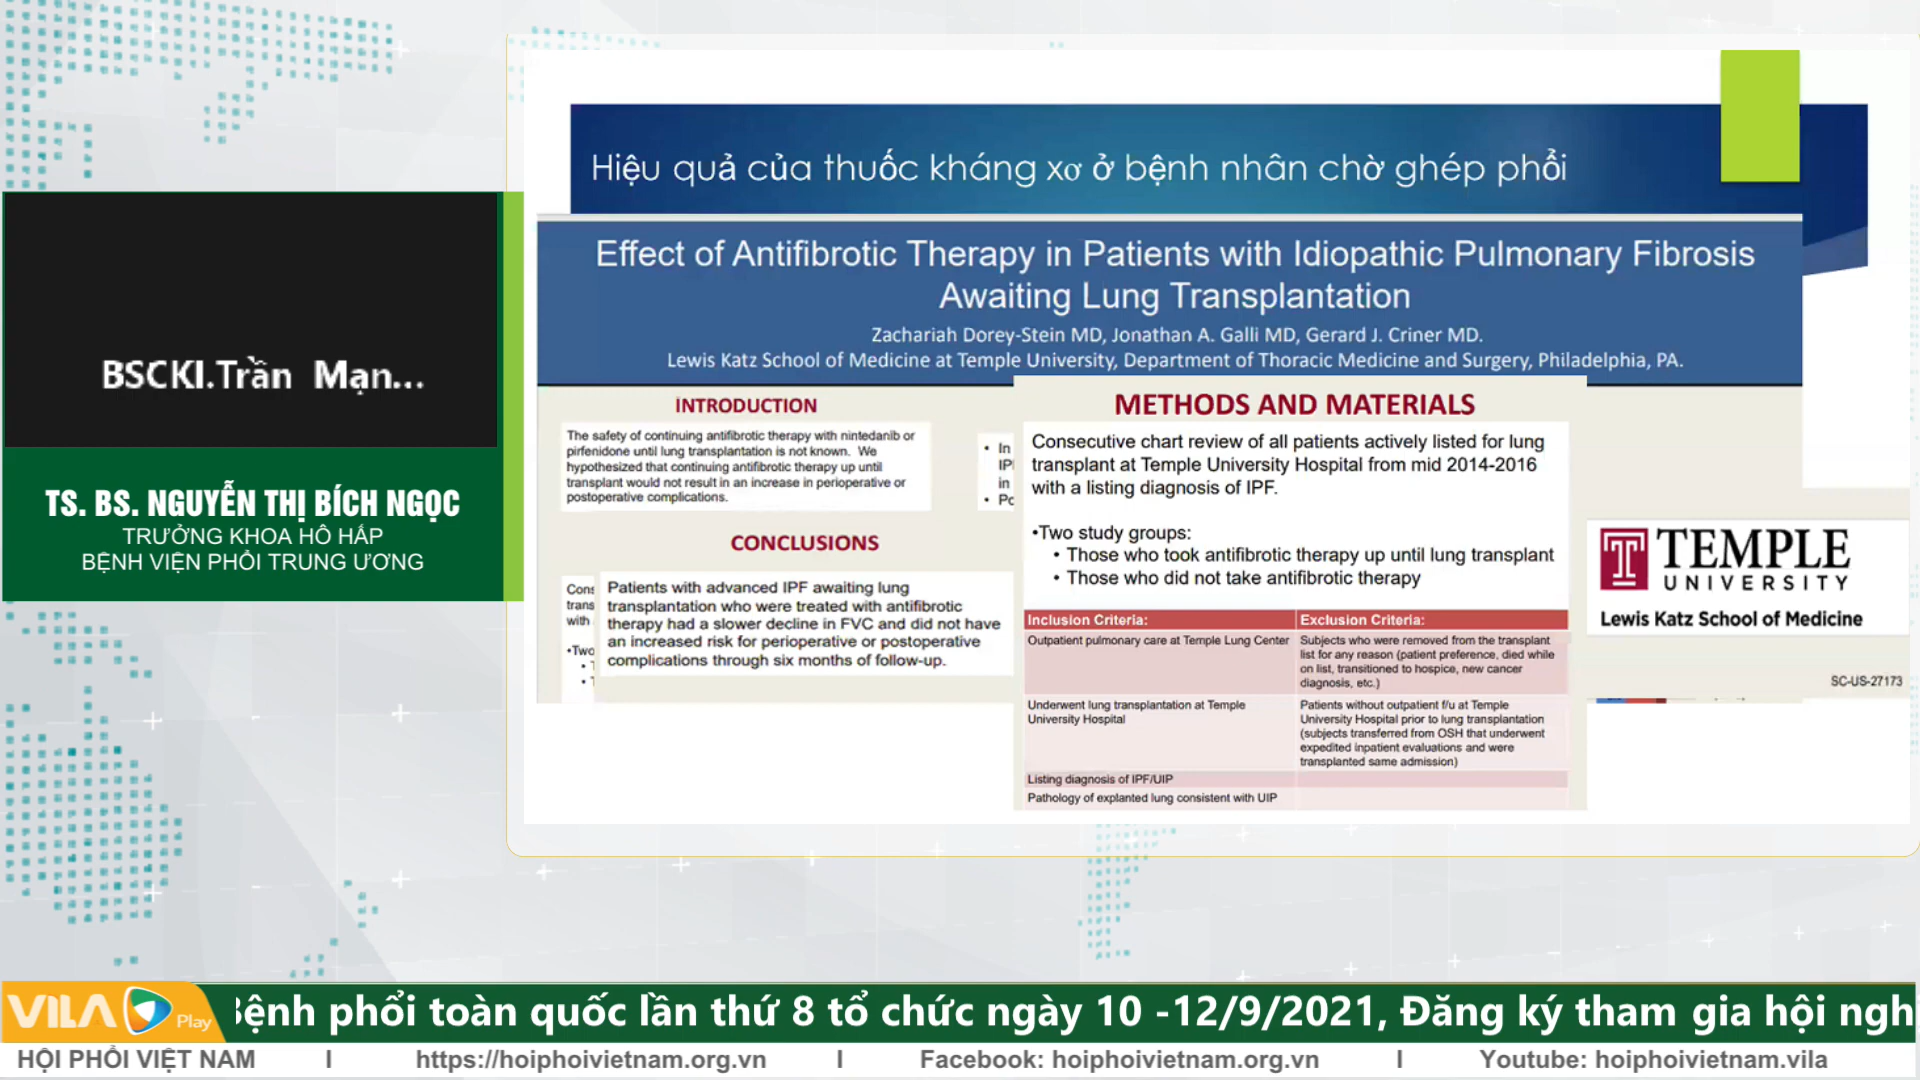 Hiệu quả của thuốc kháng xơ ở bệnh nhân chờ ghép phổi
Effect of Antifibrotic Therapy in Patients with Idiopathic Pulmonary Fibrosis
Awaiting Lung Transplantation
Zachariah Dorey-Stein MD, Jonathan A. Galli MD, Gerard J. Criner MD.
Lewis Katz School of Medicine at Temple University, Department of Thoracic Medicine and Surgery, Philadelphia, PA.
BSCKI.Trần Mạn...
TS. BS. NGUYỄN THỊ BÍCH NGỌC
TRƯỞNG KHOA HÔ HẤP
BỆNH VIỆN PHỔI TRUNG ƯƠNG
INTRODUCTION
The safety of continuing antifibrotic therapy with nintedanib or
pirfenidone until lung transplantation is not known. We
hypothesized that continuing antifibrotic therapy up until
transplant would not result in an increase in perioperative or
postoperative complications.
• In
IP
in
• Po
CONCLUSIONS
Cons
trans
with
•Two
Patients with advanced IPF awaiting lung
transplantation who were treated with antifibrotic
therapy had a slower decline in FVC and did not have
an increased risk for perioperative or postoperative
complications through six months of follow-up.
METHODS AND MATERIALS
Consecutive chart review of all patients actively listed for lung
transplant at Temple University Hospital from mid 2014-2016
with a listing diagnosis of IPF.
•Two study groups:
• Those who took antifibrotic therapy up until lung transplant
• Those who did not take antifibrotic therapy
Inclusion Criteria: Exclusion Criteria:
Outpatient pulmonary care at Temple Lung Center
Subjects who were removed from the transplant
list for any reason (patient preference, died while
on list, transitioned to hospice, new cancer
diagnosis, etc.)
Underwent lung transplantation at Temple
University Hospital
Patients without outpatient f/u at Temple
University Hospital prior to lung transplantation
(subjects transferred from OSH that underwent
expedited inpatient evaluations and were
transplanted same admission)
Listing diagnosis of IPF/UIP
Pathology of explanted lung consistent with UIP
TEMPLE
UNIVERSITY
Lewis Katz School of Medicine
SC-US-27173
VILA Play
Bệnh phổi toàn quốc lần thứ 8 tổ chức ngày 10 -12/9/2021, Đăng ký tham gia hội ngh
HỘI PHỔI VIỆT NAM I https://hoiphoivietnam.org.vn I Facebook: hoiphoivietnam.org.vn I Youtube: hoiphoivietnam.vila